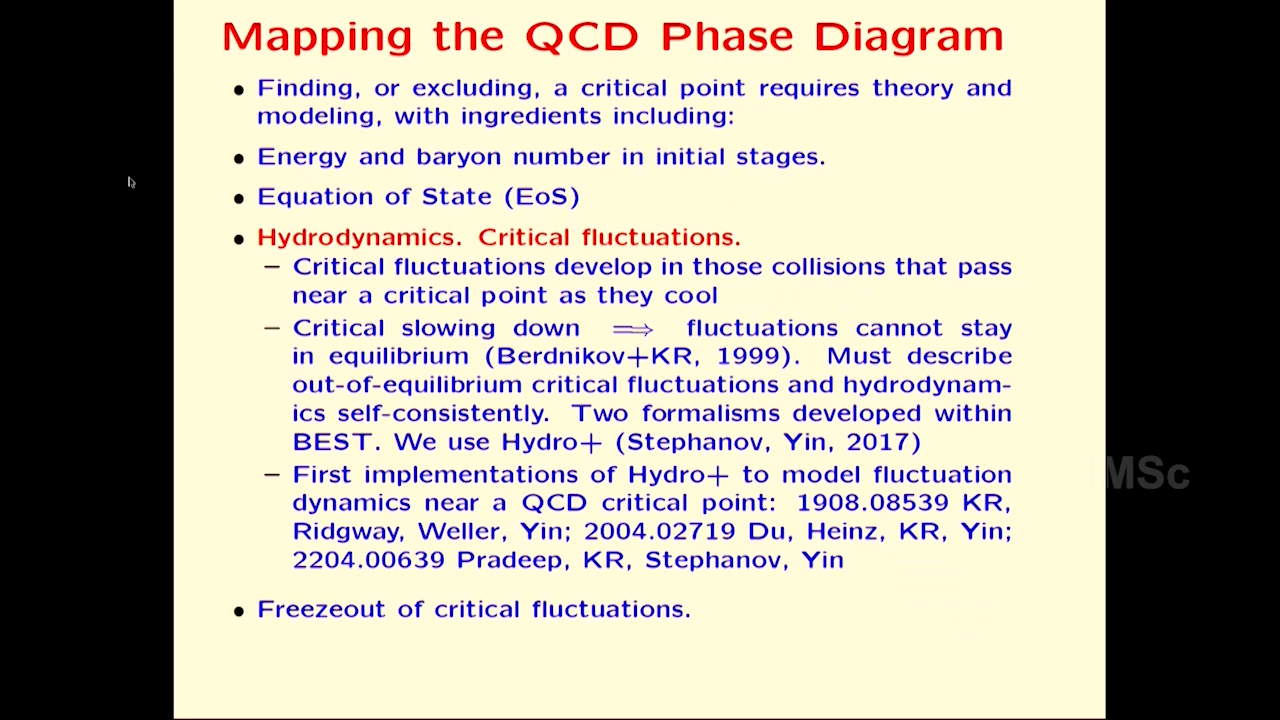 Mapping the QCD Phase Diagram
• Finding, or excluding, a critical point requires theory and
modeling, with ingredients including:
• Energy and baryon number in initial stages.
• Equation of State (EoS)
• Hydrodynamics. Critical fluctuations.
– Critical fluctuations develop in those collisions that pass
near a critical point as they cool
– Critical slowing down ⟹ fluctuations cannot stay
in equilibrium (Berdnikov+KR, 1999). Must describe
out-of-equilibrium critical fluctuations and hydrodynam-
ics self-consistently. Two formalisms developed within
BEST. We use Hydro+ (Stephanov, Yin, 2017)
– First implementations of Hydro+ to model fluctuation
dynamics near a QCD critical point: 1908.08539 KR,
Ridgway, Weller, Yin; 2004.02719 Du, Heinz, KR, Yin;
2204.00639 Pradeep, KR, Stephanov, Yin
• Freezeout of critical fluctuations.
IMSc